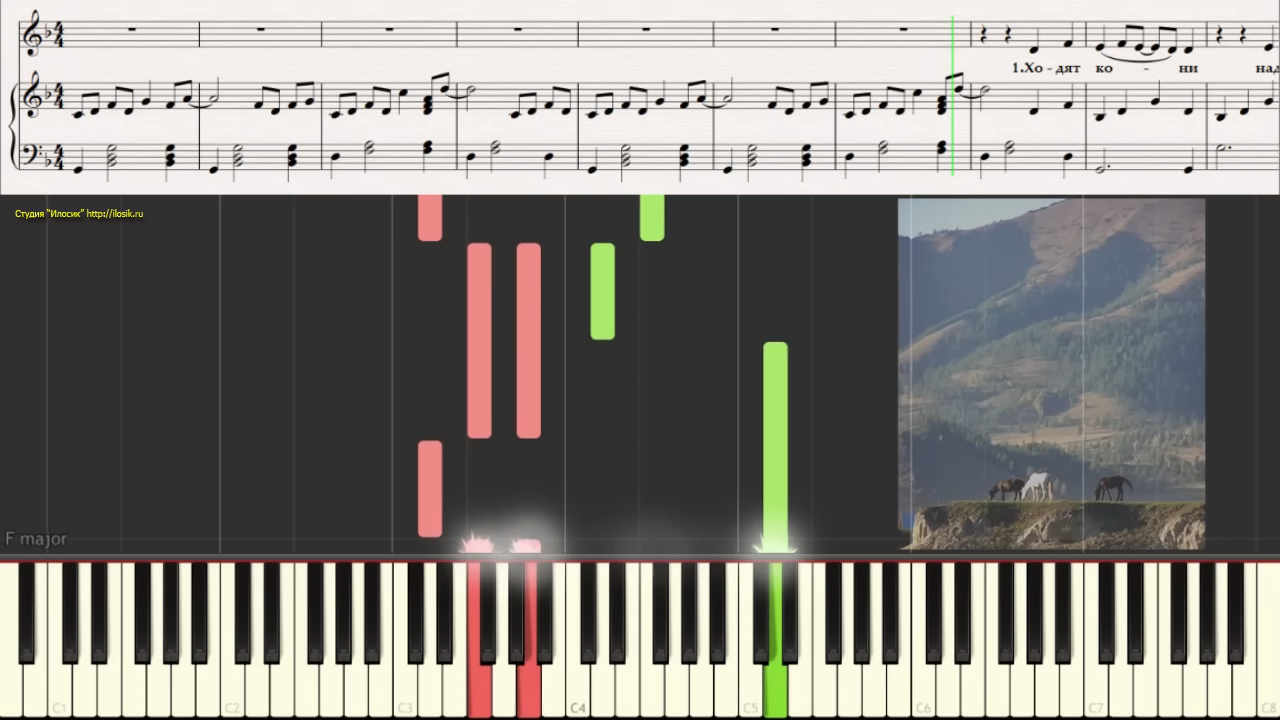 1.Хо - дят ко - ни над
Студия "Илосик" http://ilosik.ru
F major
C1 C2 C3 C4 C5 C6 C7 C8